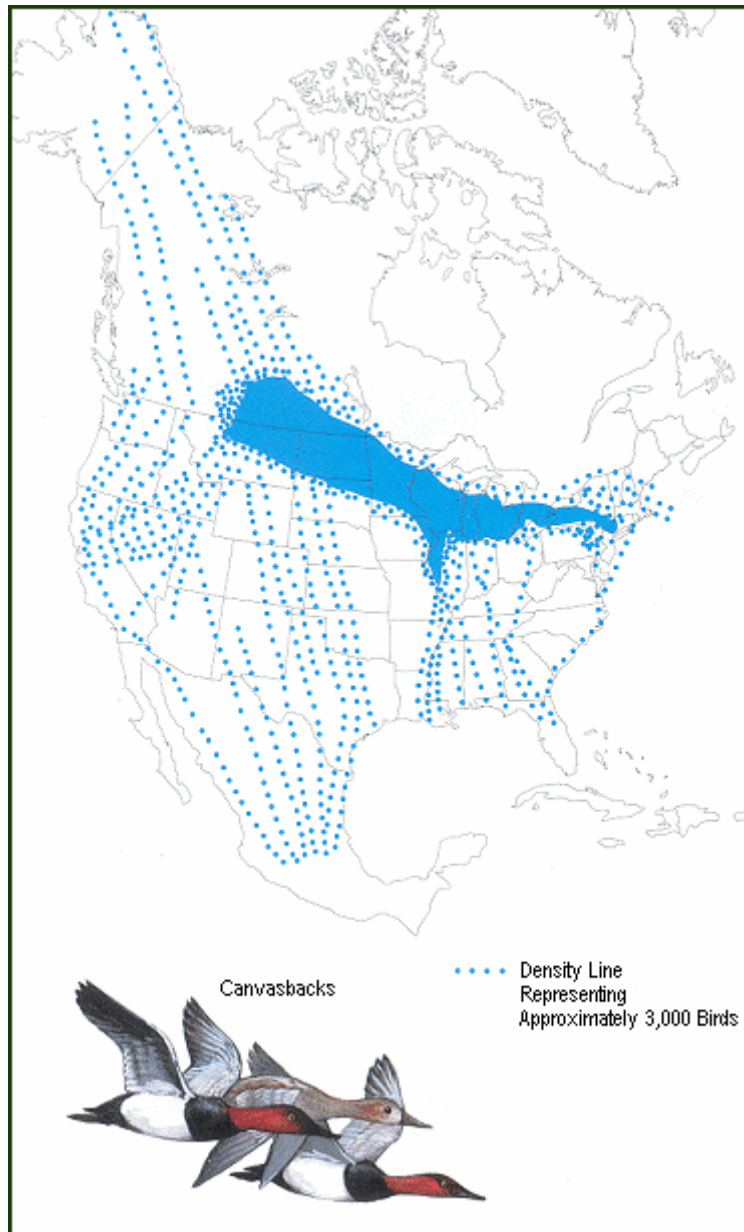 Canvasbacks
Density Line
Representing
Approximately 3,000 Birds